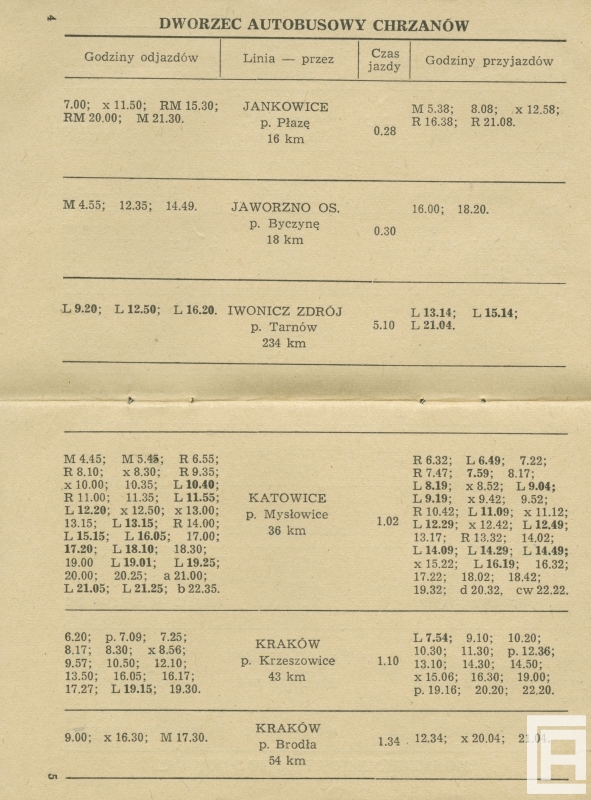 4
DWORZEC AUTOBUSOWY CHRZANÓW
Godziny odjazdów
Linia — przez
Czas
jazdy
Godziny przyjazdów
7.00; x 11.50; RM 15.30;
RM 20.00; M 21.30.
JANKOWICE
p. Płazę
16 km
0.28
M 5.38; 8.08; x 12.58;
R 16.38; R 21.08.
M 4.55; 12.35; 14.49.
JAWORZNO OS.
p. Byczynę
18 km
0.30
16.00; 18.20.
L 9.20; L 12.50; L 16.20.
IWONICZ ZDRÓJ
p. Tarnów
234 km
5.10
L 13.14; L 15.14;
L 21.04.
M 4.45; M 5.45; R 6.55;
R 8.10; x 8.30; R 9.35;
x 10.00; 10.35; L 10.40;
R 11.00; 11.35; L 11.55;
L 12.20; x 12.50; x 13.00;
13.15; L 13.15; R 14.00;
L 15.15; L 16.05; 17.00;
17.20; L 18.10; 18.30;
19.00 L 19.01; L 19.25;
20.00; 20.25; a 21.00;
L 21.05; L 21.25; b 22.35.
KATOWICE
p. Mysłowice
36 km
1.02
R 6.32; L 6.49; 7.22;
R 7.47; 7.59; 8.17;
L 8.19; x 8.52; L 9.04;
L 9.19; x 9.42; 9.52;
R 10.42; L 11.09; x 11.12;
L 12.29; x 12.42; L 12.49;
13.17; R 13.32; 14.02;
L 14.09; L 14.29; L 14.49;
x 15.22; L 16.19; 16.32;
17.22; 18.02; 18.42;
19.32; d 20.32, cw 22.22.
6.20; p. 7.09; 7.25;
8.17; 8.30; x 8.56;
9.57; 10.50; 12.10;
13.50; 16.05; 16.17;
17.27; L 19.15; 19.30.
KRAKÓW
p. Krzeszowice
43 km
1.10
L 7.54; 9.10; 10.20;
10.30; 11.30; p. 12.36;
13.10; 14.30; 14.50;
x 15.06; 16.30; 19.00;
p. 19.16; 20.20; 22.20.
9.00; x 16.30; M 17.30.
KRAKÓW
p. Brodła
54 km
1.34
12.34; x 20.04; 21.04.
5